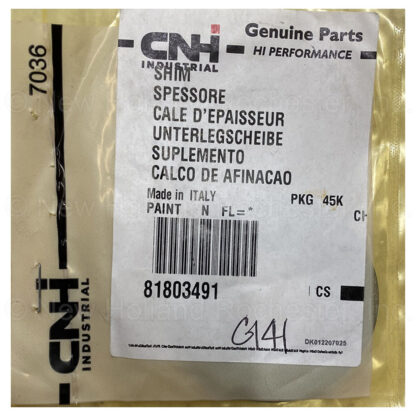 CNH
INDUSTRIAL
Genuine Parts
HI PERFORMANCE
7036
SHIM
SPESSORE
CALE D'EPAISSEUR
UNTERLEGSCHEIBE
SUPLEMENTO
CALCO DE AFINACAO
Made in ITALY
PKG 45K
PAINT N FL=*
81803491
CS
G141
DK012207025
CNH
INDUSTRIAL